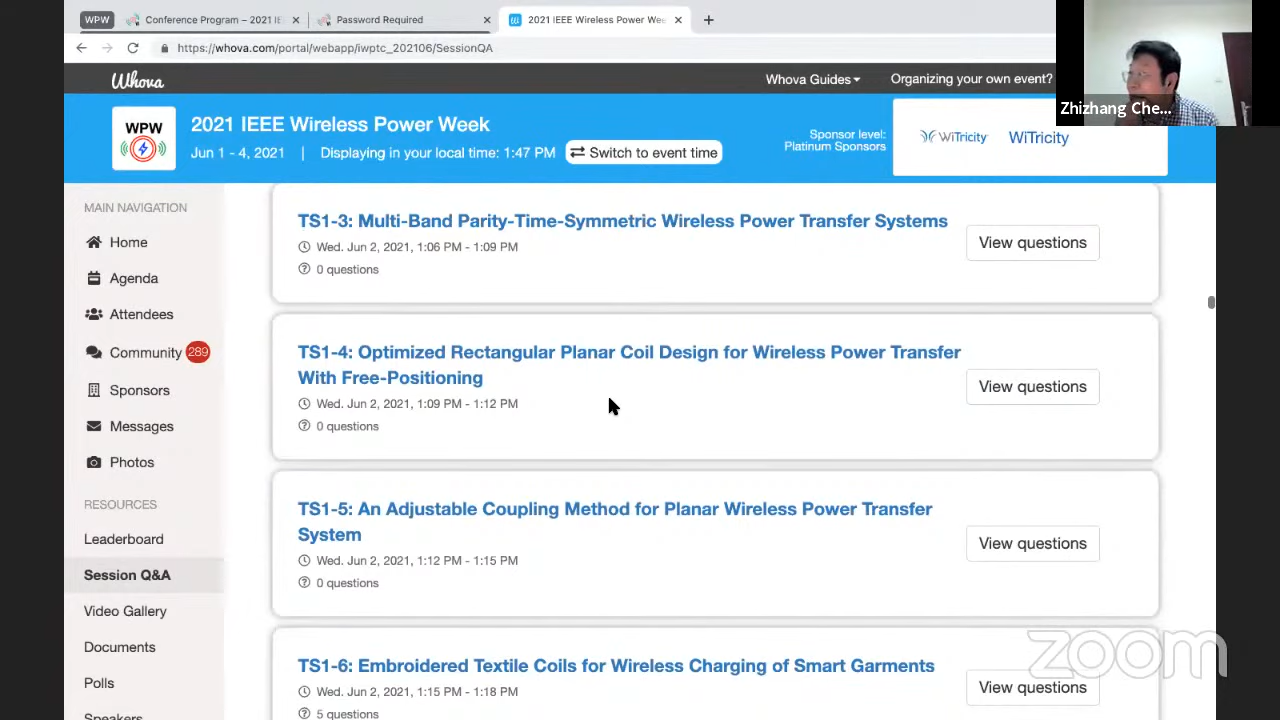 WPW
Conference Program – 2021 IE
Password Required
2021 IEEE Wireless Power Wee
https://whova.com/portal/webapp/iwptc_202106/SessionQA
Whova
Whova Guides
Organizing your own event?
Zhizhang Che...
WPW
2021 IEEE Wireless Power Week
Jun 1 - 4, 2021 | Displaying in your local time: 1:47 PM
Switch to event time
Sponsor level:
Platinum Sponsors
WiTricity
WiTricity
MAIN NAVIGATION
Home
Agenda
Attendees
Community 289
Sponsors
Messages
Photos
RESOURCES
Leaderboard
Session Q&A
Video Gallery
Documents
Polls
Speakers
TS1-3: Multi-Band Parity-Time-Symmetric Wireless Power Transfer Systems
Wed. Jun 2, 2021, 1:06 PM - 1:09 PM
0 questions
View questions
TS1-4: Optimized Rectangular Planar Coil Design for Wireless Power Transfer
With Free-Positioning
Wed. Jun 2, 2021, 1:09 PM - 1:12 PM
0 questions
View questions
TS1-5: An Adjustable Coupling Method for Planar Wireless Power Transfer
System
Wed. Jun 2, 2021, 1:12 PM - 1:15 PM
0 questions
View questions
TS1-6: Embroidered Textile Coils for Wireless Charging of Smart Garments
Wed. Jun 2, 2021, 1:15 PM - 1:18 PM
5 questions
View questions
zoom